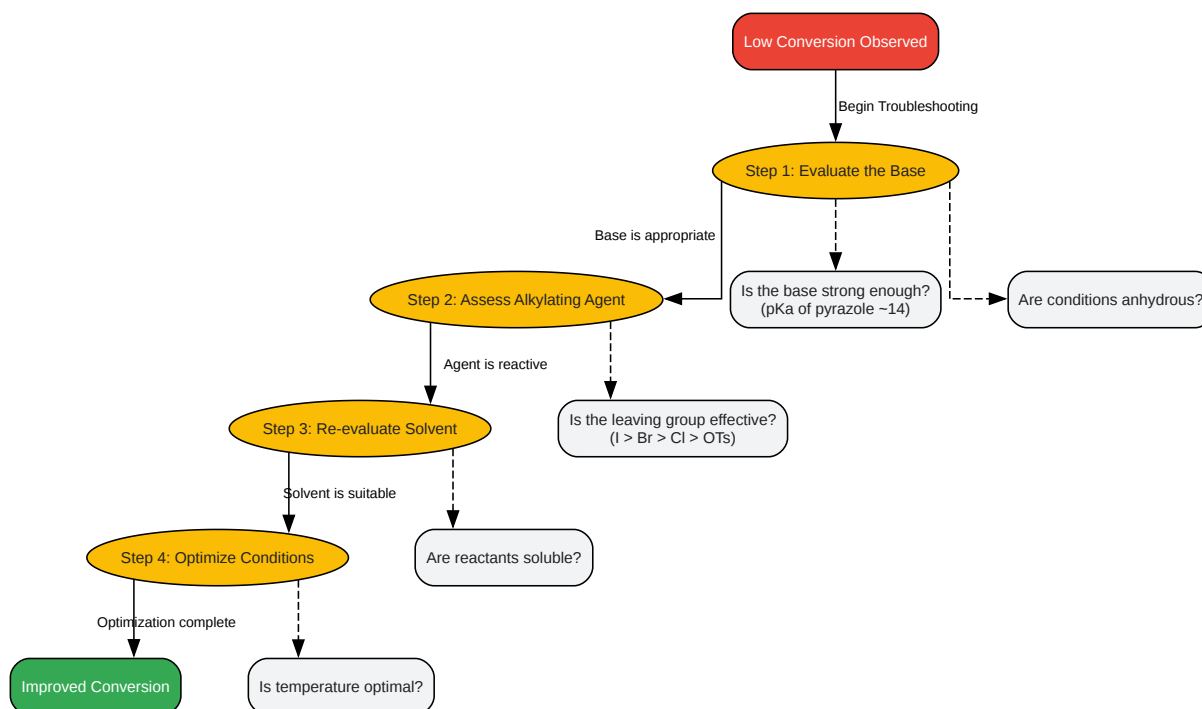 Low Conversion Observed
Begin Troubleshooting
Step 1: Evaluate the Base
Base is appropriate
Is the base strong enough?
(pKa of pyrazole ~14)
Are conditions anhydrous?
Step 2: Assess Alkylating Agent
Agent is reactive
Is the leaving group effective?
(I > Br > Cl > OTs)
Step 3: Re-evaluate Solvent
Solvent is suitable
Are reactants soluble?
Step 4: Optimize Conditions
Optimization complete
Improved Conversion
Is temperature optimal?